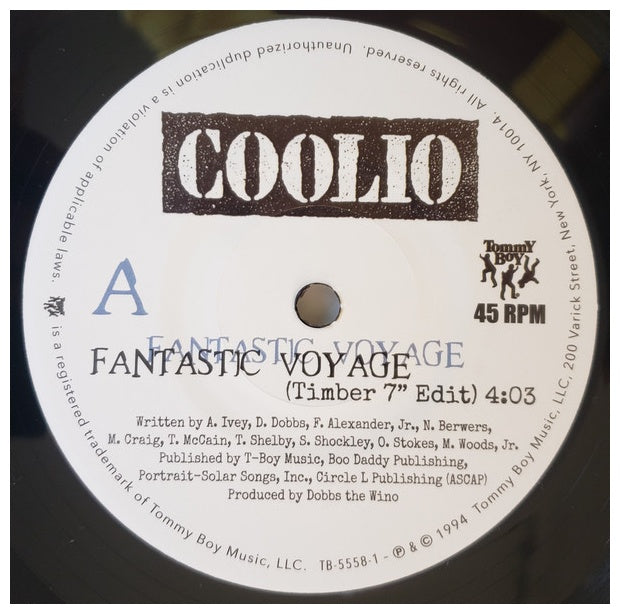 COOLIO
TOMMY
BOY
45 RPM
A
FANTASTIC VOYAGE
FANTASTIC VOYAGE
(Timber 7” Edit) 4:03
Written by A. Ivey, D. Dobbs, F. Alexander, Jr., N. Berwers,
M. Craig, T. McCain, T. Shelby, S. Shockley, O. Stokes, M. Woods, Jr.
Published by T-Boy Music, Boo Daddy Publishing,
Portrait-Solar Songs, Inc., Circle L Publishing (ASCAP)
Produced by Dobbs the Wino
TB-5558-1 - ℗ & © 1994 Tommy Boy Music, LLC, 200 Varick Street, New York, NY 10014. All rights reserved. Unauthorized duplication is a violation of applicable laws. is a registered trademark of Tommy Boy Music, LLC.